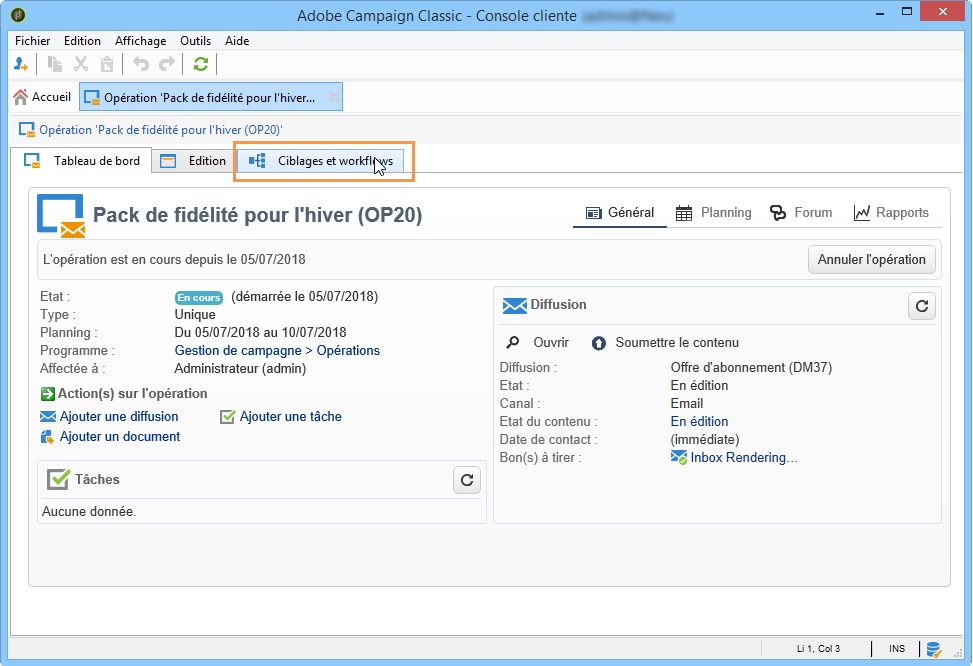 Adobe Campaign Classic - Console cliente
Fichier Edition Affichage Outils Aide
Accueil Opération 'Pack de fidélité pour l'hiver...
Opération 'Pack de fidélité pour l'hiver (OP20)'
Tableau de bord Edition Ciblages et workflows
Pack de fidélité pour l'hiver (OP20) Général Planning Forum Rapports
L'opération est en cours depuis le 05/07/2018 Annuler l'opération
Etat : En cours (démarrée le 05/07/2018)
Type : Unique
Planning : Du 05/07/2018 au 10/07/2018
Programme : Gestion de campagne > Opérations
Affectée à : Administrateur (admin)
Action(s) sur l'opération
Ajouter une diffusion Ajouter une tâche
Ajouter un document
Tâches
Aucune donnée.
Diffusion
Ouvrir Soumettre le contenu
Diffusion : Offre d'abonnement (DM37)
Etat : En édition
Canal : Email
Etat du contenu : En édition
Date de contact : (immédiate)
Bon(s) à tirer : Inbox Rendering...
Li 1, Col 3 INS